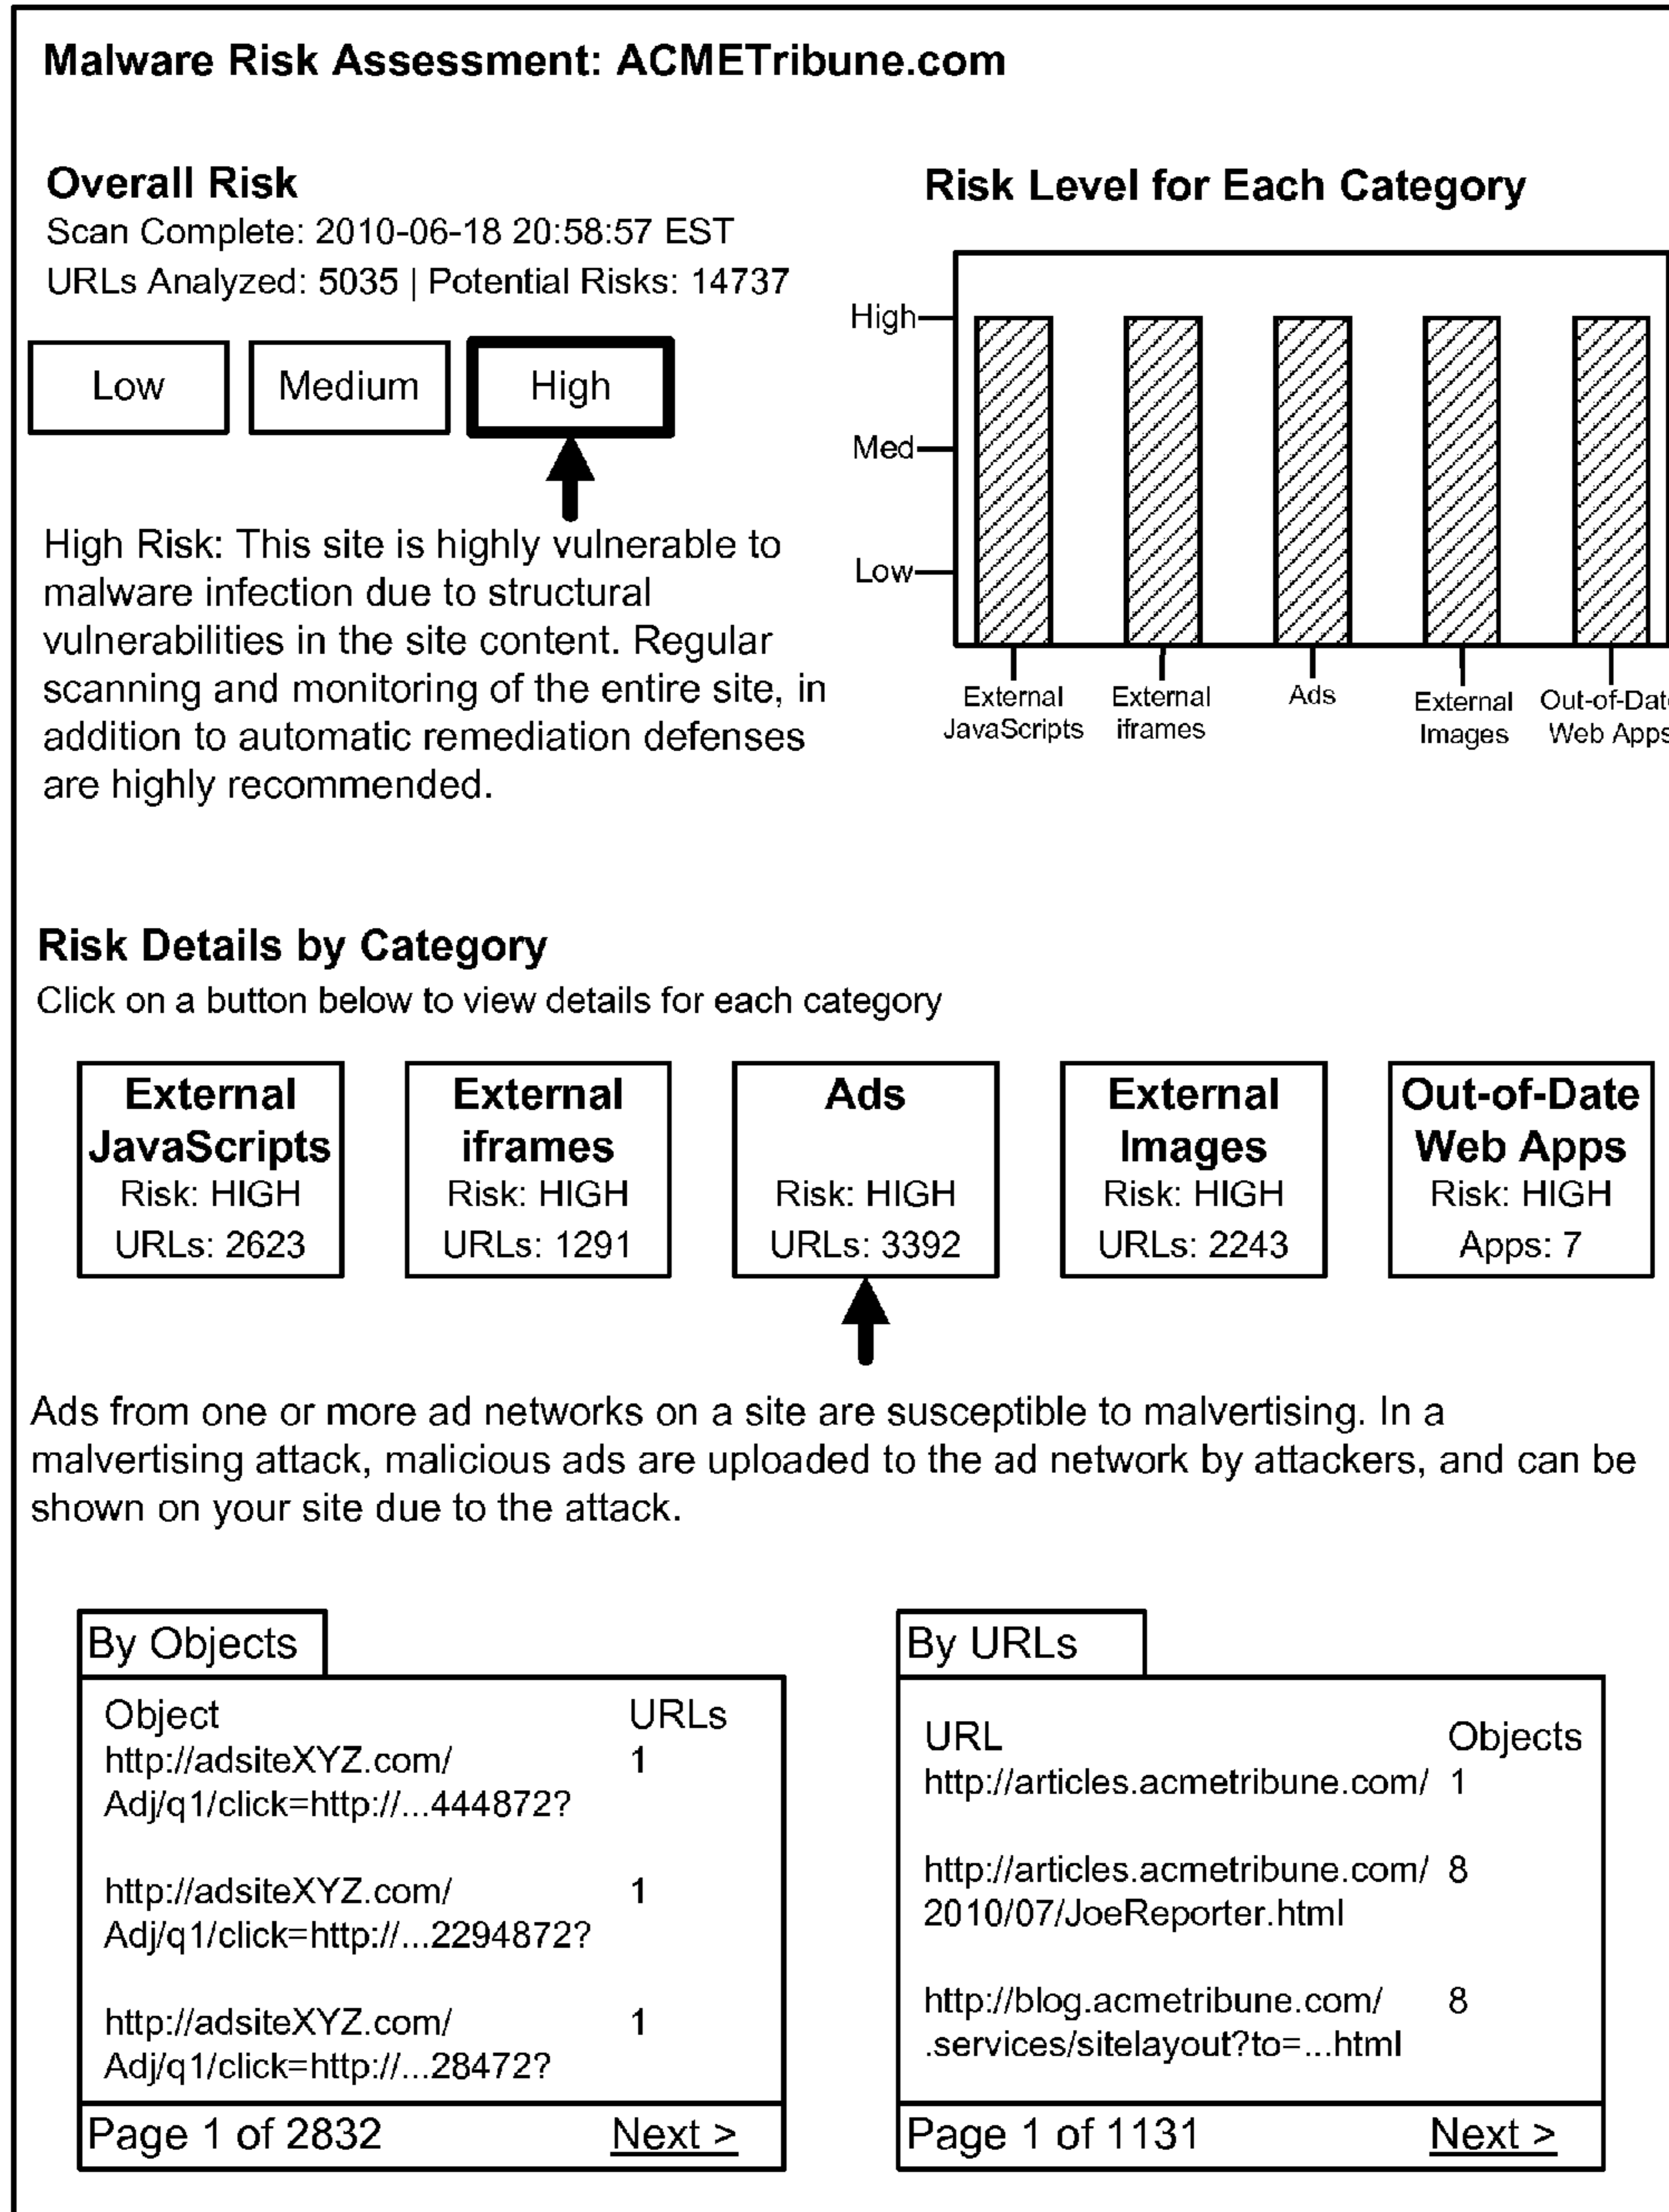 Malware Risk Assessment: ACMETribune.com
Overall Risk
Scan Complete: 2010-06-18 20:58:57 EST
URLs Analyzed: 5035 | Potential Risks: 14737
Low
Medium
High
High Risk: This site is highly vulnerable to
malware infection due to structural
vulnerabilities in the site content. Regular
scanning and monitoring of the entire site, in
addition to automatic remediation defenses
are highly recommended.
Risk Level for Each Category
High
Med
Low
External
JavaScripts
External
iframes
Ads
External
Images
Out-of-Date
Web Apps
Risk Details by Category
Click on a button below to view details for each category
External
JavaScripts
Risk: HIGH
URLs: 2623
External
iframes
Risk: HIGH
URLs: 1291
Ads
Risk: HIGH
URLs: 3392
External
Images
Risk: HIGH
URLs: 2243
Out-of-Date
Web Apps
Risk: HIGH
Apps: 7
Ads from one or more ad networks on a site are susceptible to malvertising. In a
malvertising attack, malicious ads are uploaded to the ad network by attackers, and can be
shown on your site due to the attack.
By Objects
Object URLs
http://adsiteXYZ.com/ 1
Adj/q1/click=http://...444872?
http://adsiteXYZ.com/ 1
Adj/q1/click=http://...2294872?
http://adsiteXYZ.com/ 1
Adj/q1/click=http://...28472?
Page 1 of 2832 Next >
By URLs
URL Objects
http://articles.acmetribune.com/ 1
http://articles.acmetribune.com/ 8
2010/07/JoeReporter.html
http://blog.acmetribune.com/ 8
.services/sitelayout?to=...html
Page 1 of 1131 Next >